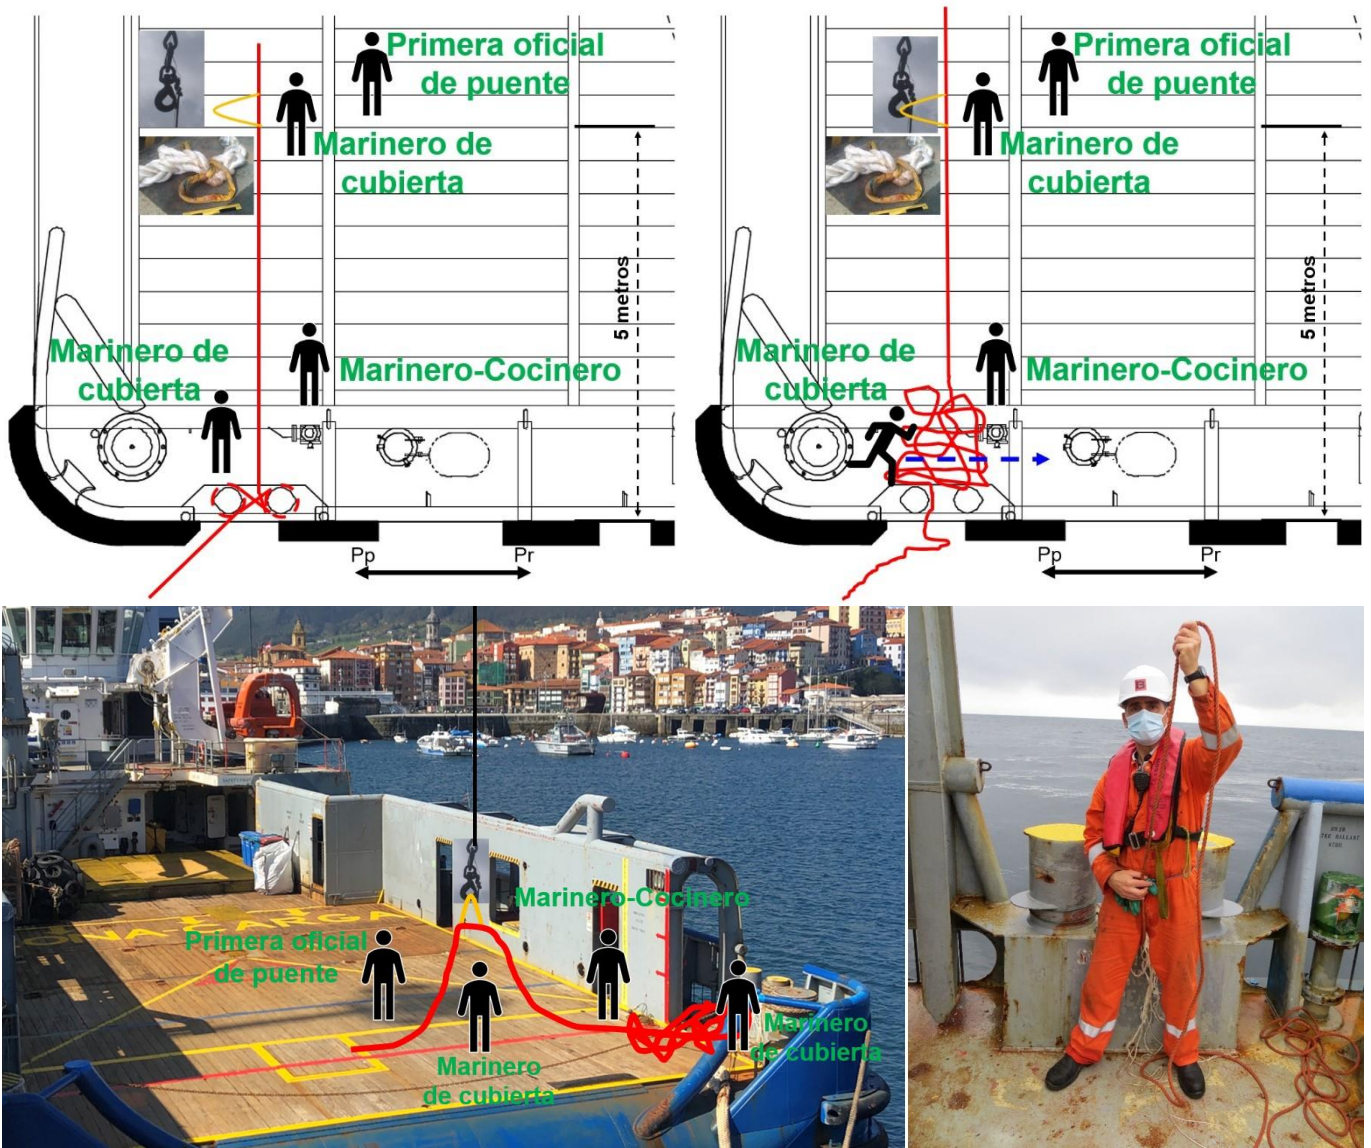 Primera oficial
de puente
Marinero de
cubierta
5 metros
Marinero de
cubierta
Marinero-Cocinero
Pp
Pr
Primera oficial
de puente
Marinero de
cubierta
5 metros
Marinero de
cubierta
Marinero-Cocinero
Pp
Pr
Marinero-Cocinero
Primera oficial
de puente
Marinero
de cubierta
Marinero
de cubierta